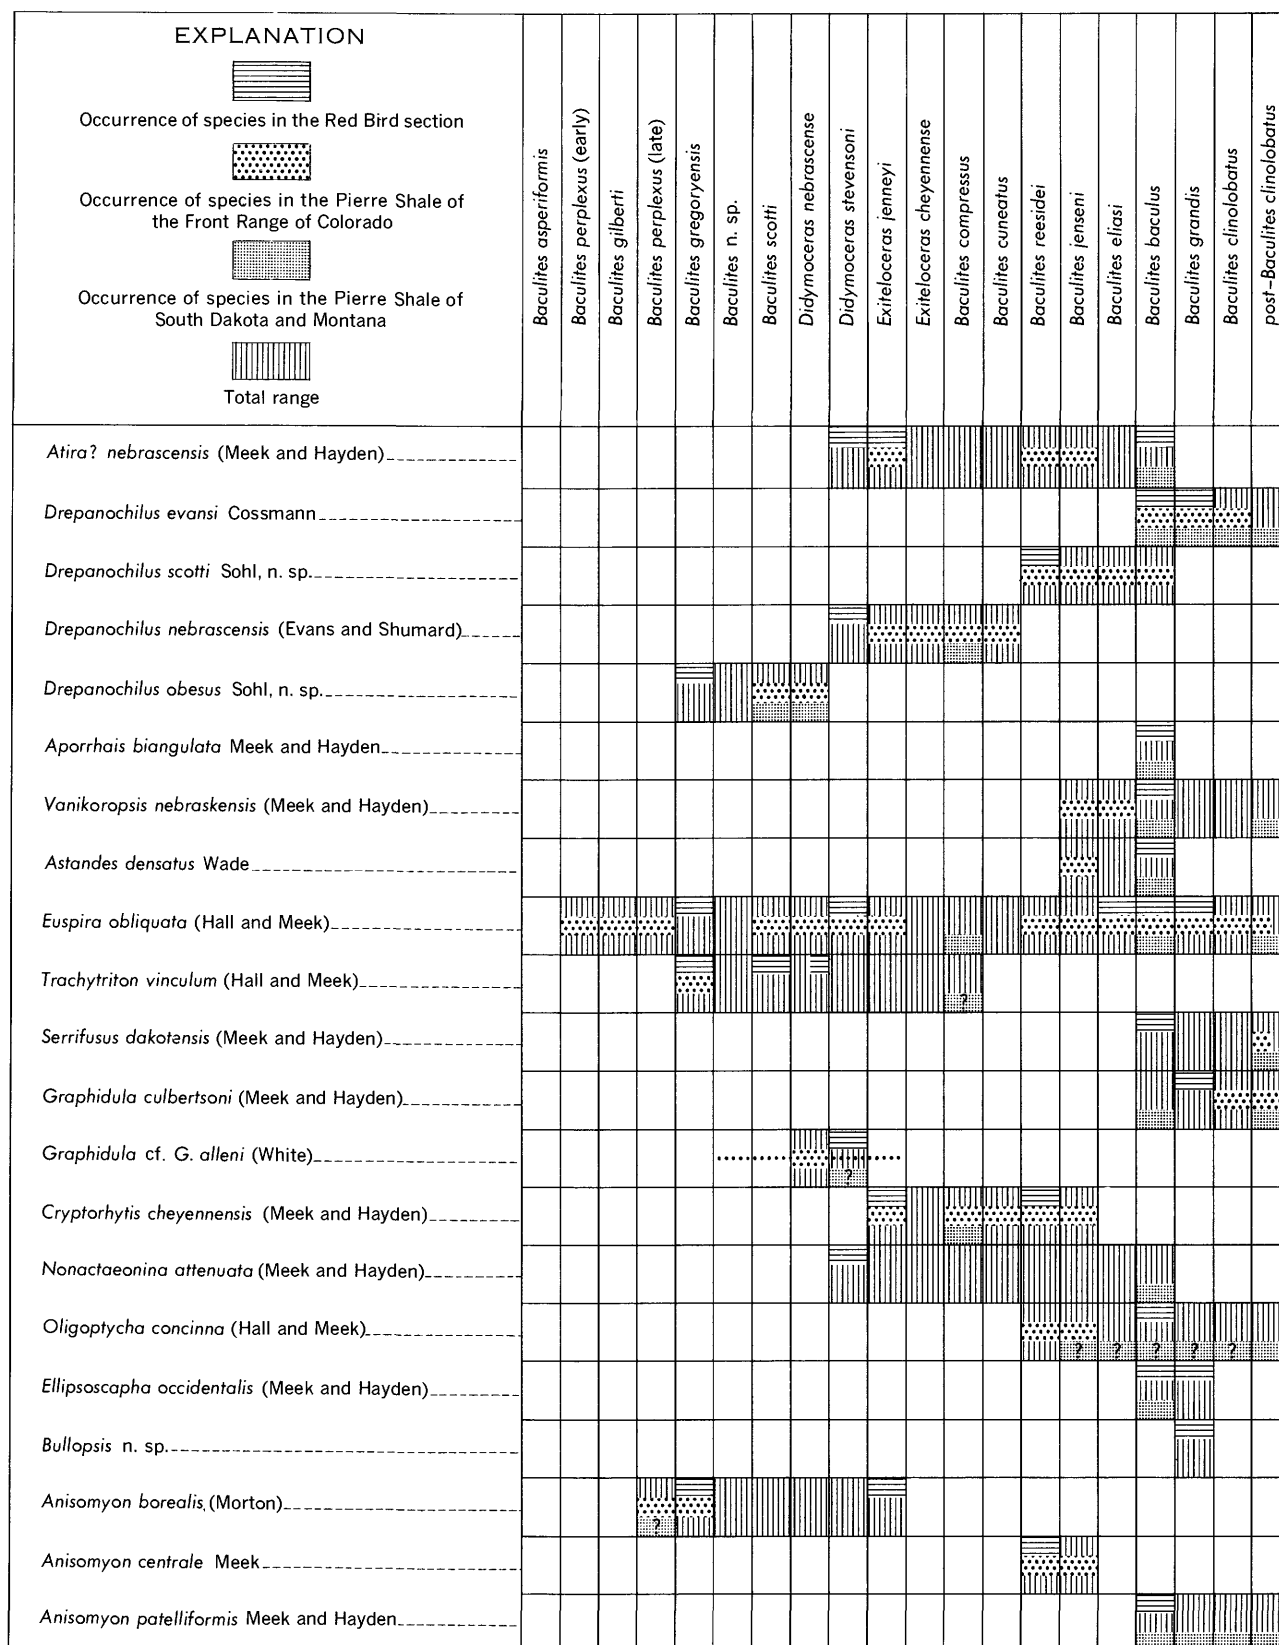 EXPLANATION
Occurrence of species in the Red Bird section
Occurrence of species in the Pierre Shale of
the Front Range of Colorado
Occurrence of species in the Pierre Shale of
South Dakota and Montana
Total range
Baculites asperiformis
Baculites perplexus (early)
Baculites gilberti
Baculites perplexus (late)
Baculites gregoryensis
Baculites n. sp.
Baculites scotti
Didymoceras nebrascense
Didymoceras stevensoni
Exiteloceras jenneyi
Exiteloceras cheyennense
Baculites compressus
Baculites cuneatus
Baculites reesidei
Baculites jenseni
Baculites eliasi
Baculites baculus
Baculites grandis
Baculites clinolobatus
post-Baculites clinolobatus
Atira? nebrascensis (Meek and Hayden)
Drepanochilus evansi Cossmann
Drepanochilus scotti Sohl, n. sp.
Drepanochilus nebrascensis (Evans and Shumard)
Drepanochilus obesus Sohl, n. sp.
Aporrhais biangulata Meek and Hayden
Vanikoropsis nebraskensis (Meek and Hayden)
Astandes densatus Wade
Euspira obliquata (Hall and Meek)
Trachytriton vinculum (Hall and Meek)
?
Serrifusus dakotensis (Meek and Hayden)
Graphidula culbertsoni (Meek and Hayden)
Graphidula cf. G. alleni (White)
?
Cryptorhytis cheyennensis (Meek and Hayden)
Nonactaeonina attenuata (Meek and Hayden)
Oligoptycha concinna (Hall and Meek)
? ? ? ? ?
Ellipsoscapha occidentalis (Meek and Hayden)
Bullopsis n. sp.
Anisomyon borealis, (Morton)
?
Anisomyon centrale Meek
Anisomyon patelliformis Meek and Hayden